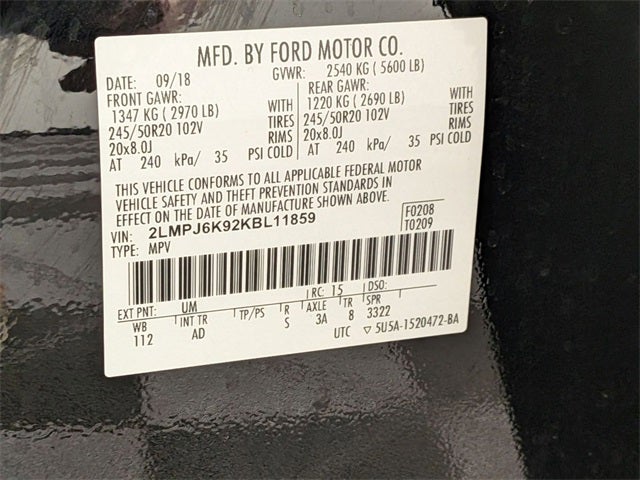 MFD. BY FORD MOTOR CO.
DATE: 09/18 GVWR: 2540 KG ( 5600 LB)
FRONT GAWR: REAR GAWR:
1347 KG ( 2970 LB) WITH 1220 KG ( 2690 LB) WITH
245/50R20 102V TIRES 245/50R20 102V TIRES
20x8.0J RIMS 20x8.0J RIMS
AT 240 kPa/ 35 PSI COLD AT 240 kPa/ 35 PSI COLD
THIS VEHICLE CONFORMS TO ALL APPLICABLE FEDERAL MOTOR
VEHICLE SAFETY AND THEFT PREVENTION STANDARDS IN
EFFECT ON THE DATE OF MANUFACTURE SHOWN ABOVE.
VIN: 2LMPJ6K92KBL11859 F0208
TYPE: MPV T0209
EXT PNT: UM RC: 15 DSO:
WB INT TR TP/PS R AXLE TR SPR
112 AD S 3A 8 3322
UTC ▽ 5U5A-1520472-BA